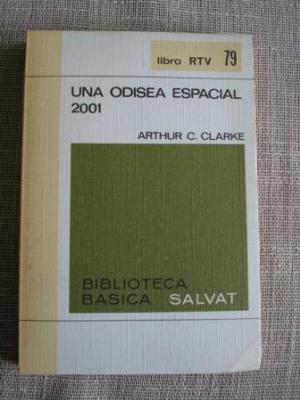 libro RTV 79
UNA ODISEA ESPACIAL
2001
ARTHUR C. CLARKE
BIBLIOTECA
BASICA SALVAT